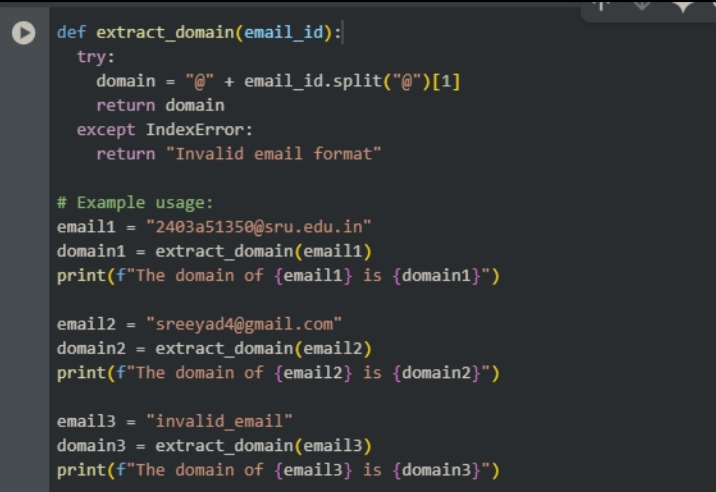 def extract_domain(email_id):
  try:
    domain = "@" + email_id.split("@")[1]
    return domain
  except IndexError:
    return "Invalid email format"

# Example usage:
email1 = "2403a51350@sru.edu.in"
domain1 = extract_domain(email1)
print(f"The domain of {email1} is {domain1}")

email2 = "sreeyad4@gmail.com"
domain2 = extract_domain(email2)
print(f"The domain of {email2} is {domain2}")

email3 = "invalid_email"
domain3 = extract_domain(email3)
print(f"The domain of {email3} is {domain3}")